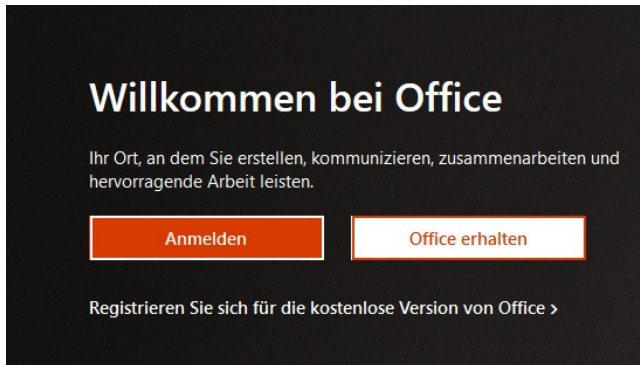 Willkommen bei Office
Ihr Ort, an dem Sie erstellen, kommunizieren, zusammenarbeiten und
hervorragende Arbeit leisten.
Anmelden
Office erhalten
Registrieren Sie sich für die kostenlose Version von Office >